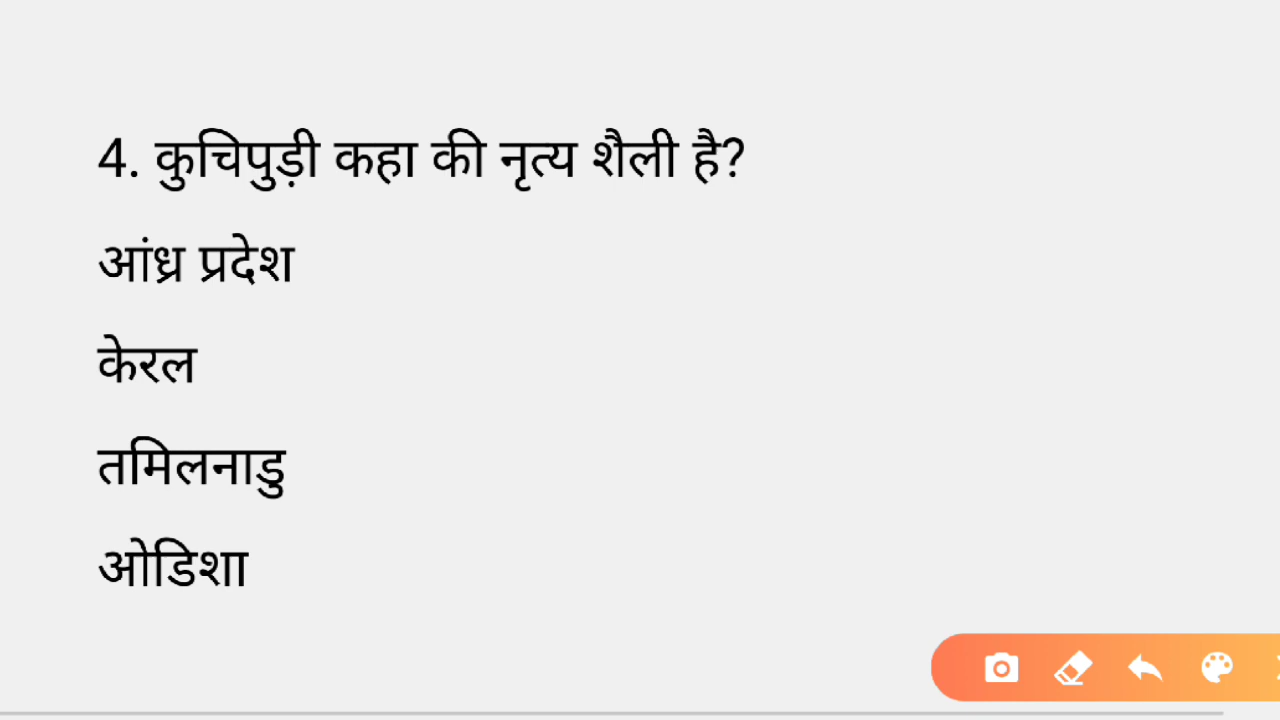 4. कुचिपुड़ी कहा की नृत्य शैली है?
आंध्र प्रदेश
केरल
तमिलनाडु
ओडिशा